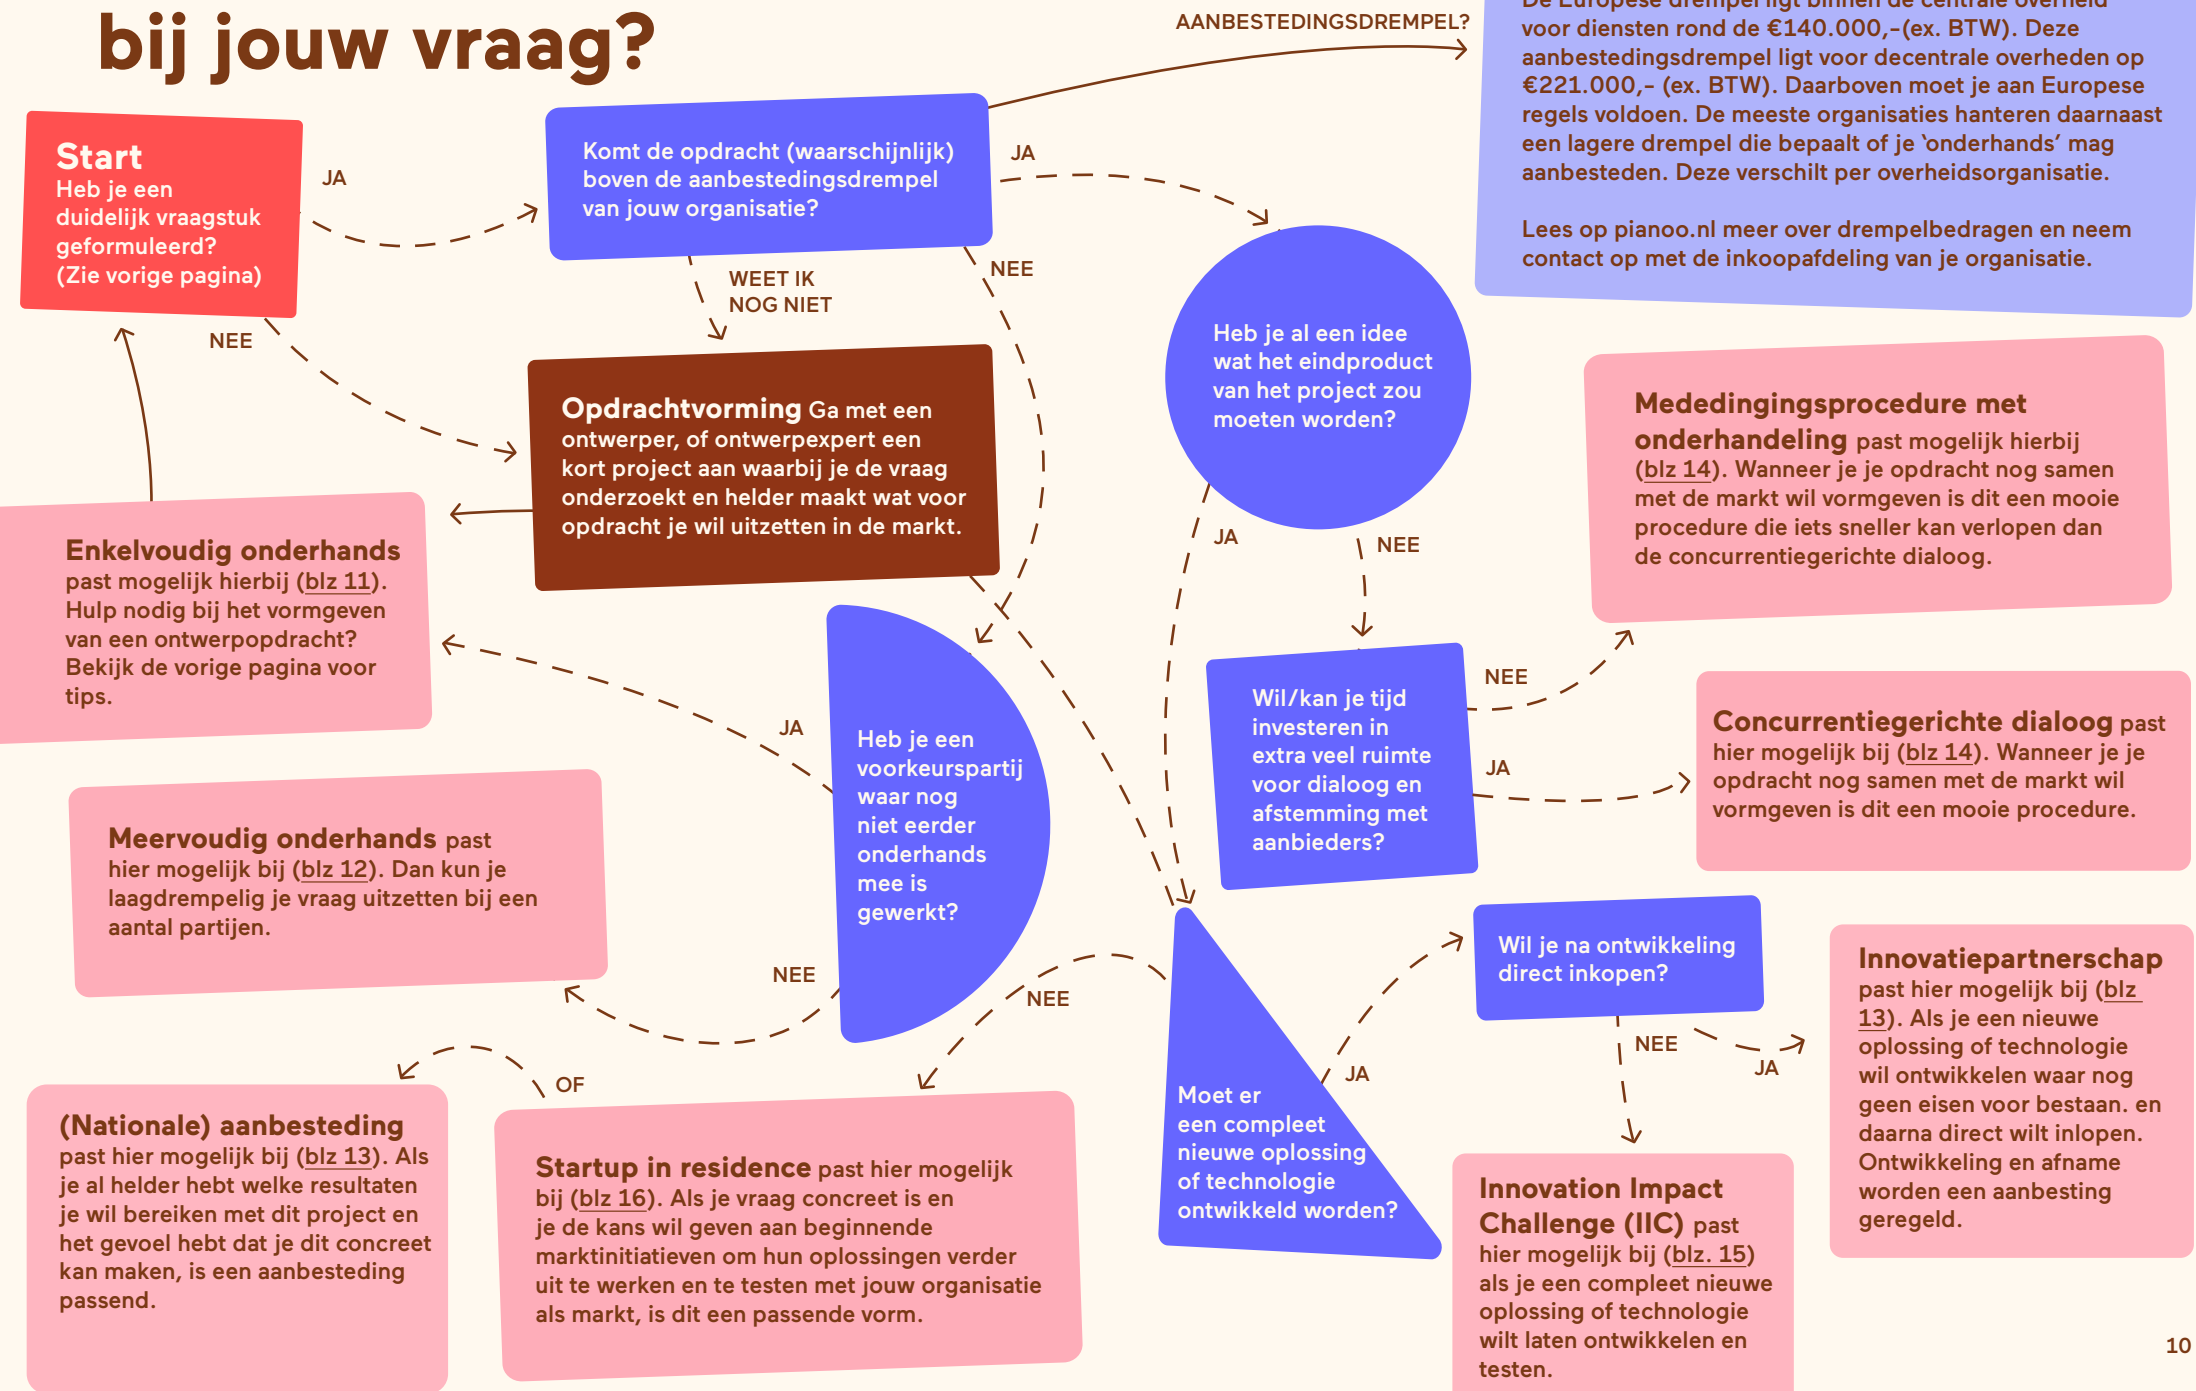 bij jouw vraag?
AANBESTEDINGSDREMPEL?
De Europese drempel ligt binnen de centrale overheid
voor diensten rond de €140.000,-(ex. BTW). Deze
aanbestedingsdrempel ligt voor decentrale overheden op
€221.000,- (ex. BTW). Daarboven moet je aan Europese
regels voldoen. De meeste organisaties hanteren daarnaast
een lagere drempel die bepaalt of je ‘onderhands’ mag
aanbesteden. Deze verschilt per overheidsorganisatie.
Lees op pianoo.nl meer over drempelbedragen en neem
contact op met de inkoopafdeling van je organisatie.
Start
Heb je een
duidelijk vraagstuk
geformuleerd?
(Zie vorige pagina)
JA
NEE
Komt de opdracht (waarschijnlijk)
boven de aanbestedingsdrempel
van jouw organisatie?
JA
WEET IK
NOG NIET
NEE
Opdrachtvorming Ga met een
ontwerper, of ontwerpexpert een
kort project aan waarbij je de vraag
onderzoekt en helder maakt wat voor
opdracht je wil uitzetten in de markt.
Heb je al een idee
wat het eindproduct
van het project zou
moeten worden?
JA
NEE
Mededingingsprocedure met
onderhandeling past mogelijk hierbij
(blz 14). Wanneer je je opdracht nog samen
met de markt wil vormgeven is dit een mooie
procedure die iets sneller kan verlopen dan
de concurrentiegerichte dialoog.
Enkelvoudig onderhands
past mogelijk hierbij (blz 11).
Hulp nodig bij het vormgeven
van een ontwerpopdracht?
Bekijk de vorige pagina voor
tips.
JA
Heb je een
voorkeurspartij
waar nog
niet eerder
onderhands
mee is
gewerkt?
NEE
Wil/kan je tijd
investeren in
extra veel ruimte
voor dialoog en
afstemming met
aanbieders?
NEE
JA
Concurrentiegerichte dialoog past
hier mogelijk bij (blz 14). Wanneer je je
opdracht nog samen met de markt wil
vormgeven is dit een mooie procedure.
Meervoudig onderhands past
hier mogelijk bij (blz 12). Dan kun je
laagdrempelig je vraag uitzetten bij een
aantal partijen.
NEE
Moet er
een compleet
nieuwe oplossing
of technologie
ontwikkeld worden?
JA
Wil je na ontwikkeling
direct inkopen?
NEE
JA
Innovatiepartnerschap
past hier mogelijk bij (blz
13). Als je een nieuwe
oplossing of technologie
wil ontwikkelen waar nog
geen eisen voor bestaan. en
daarna direct wilt inlopen.
Ontwikkeling en afname
worden een aanbesting
geregeld.
(Nationale) aanbesteding
past hier mogelijk bij (blz 13). Als
je al helder hebt welke resultaten
je wil bereiken met dit project en
het gevoel hebt dat je dit concreet
kan maken, is een aanbesteding
passend.
OF
Startup in residence past hier mogelijk
bij (blz 16). Als je vraag concreet is en
je de kans wil geven aan beginnende
marktinitiatieven om hun oplossingen verder
uit te werken en te testen met jouw organisatie
als markt, is dit een passende vorm.
Innovation Impact
Challenge (IIC) past
hier mogelijk bij (blz. 15)
als je een compleet nieuwe
oplossing of technologie
wilt laten ontwikkelen en
testen.
10